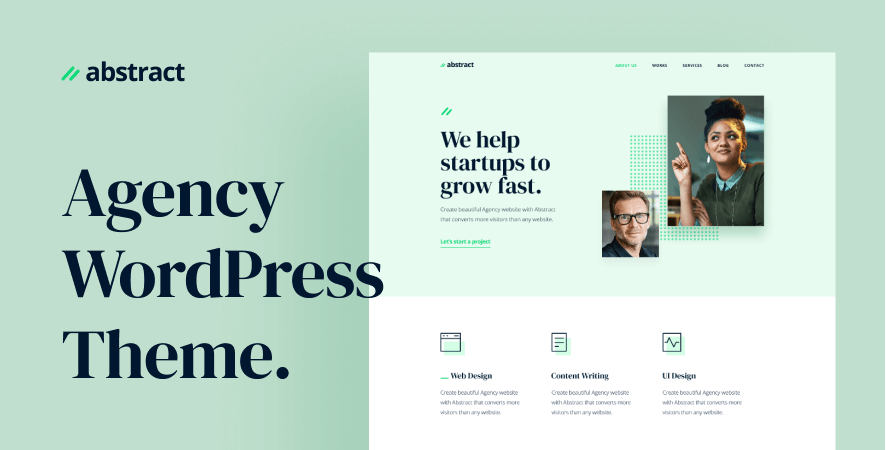 abstract
Agency
WordPress
Theme.
abstract
ABOUT US WORKS SERVICES BLOG CONTACT
We help
startups to
grow fast.
Create beautiful Agency website with Abstract
that converts more visitors than any website.
Let's start a project
Web Design
Create beautiful Agency website
with Abstract that converts more
visitors than any website.
Content Writing
Create beautiful Agency website
with Abstract that converts more
visitors than any website.
UI Design
Create beautiful Agency website
with Abstract that converts more
visitors than any website.